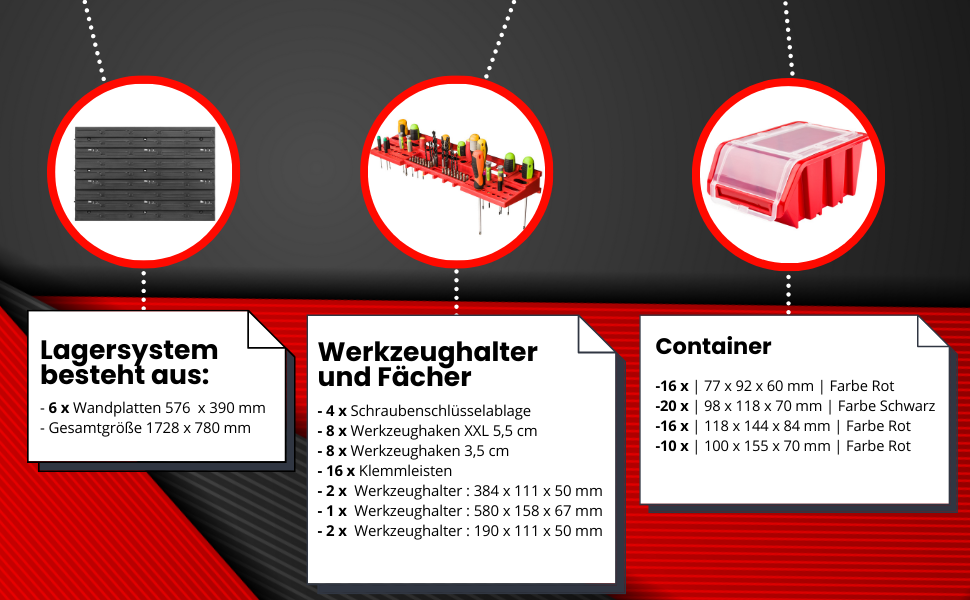 Lagersystem
besteht aus:
- 6 x Wandplatten 576 x 390 mm
- Gesamtgröße 1728 x 780 mm
Werkzeughalter
und Fächer
- 4 x Schraubenschlüsselablage
- 8 x Werkzeughaken XXL 5,5 cm
- 8 x Werkzeughaken 3,5 cm
- 16 x Klemmleisten
- 2 x Werkzeughalter : 384 x 111 x 50 mm
- 1 x Werkzeughalter : 580 x 158 x 67 mm
- 2 x Werkzeughalter : 190 x 111 x 50 mm
Container
-16 x | 77 x 92 x 60 mm | Farbe Rot
-20 x | 98 x 118 x 70 mm | Farbe Schwarz
-16 x | 118 x 144 x 84 mm | Farbe Rot
-10 x | 100 x 155 x 70 mm | Farbe Rot